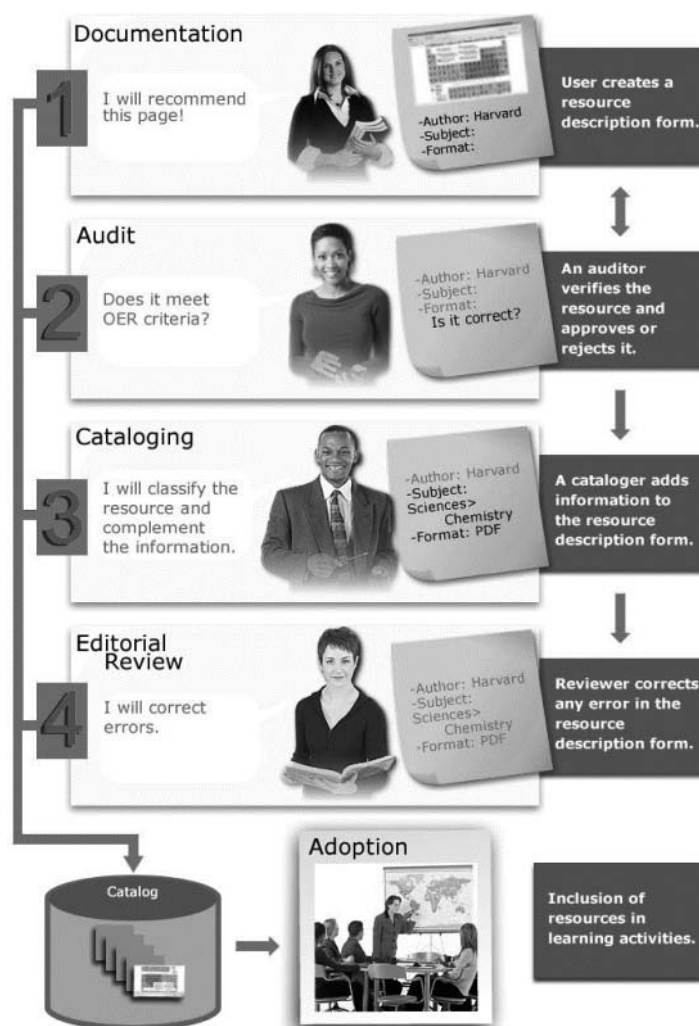 Documentation
1
I will recommend
this page!
-Author: Harvard
-Subject:
-Format:
User creates a
resource
description form.
Audit
2
Does it meet
OER criteria?
-Author: Harvard
-Subject:
-Format:
Is it correct?
An auditor
verifies the
resource and
approves or
rejects it.
Cataloging
3
I will classify the
resource and
complement
the information.
-Author: Harvard
-Subject:
Sciences>
Chemistry
-Format: PDF
A cataloger adds
information to
the resource
description form.
Editorial
Review
4
I will correct
errors.
-Author: Harvard
-Subject:
Sciences>
Chemistry
-Format: PDF
Reviewer corrects
any error in the
resource
description form.
Catalog
Adoption
Inclusion of
resources in
learning activities.